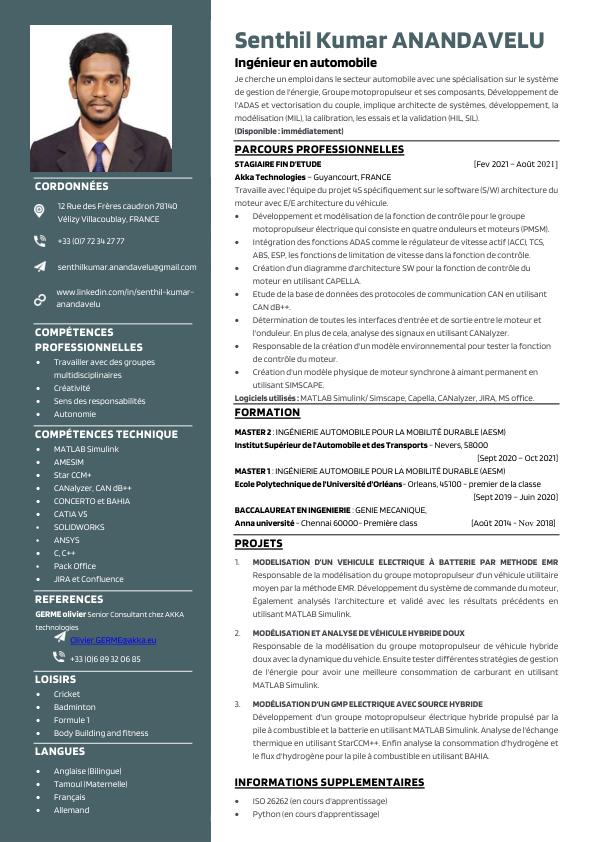 CORDONNÉES
12 Rue des Frères caudron 78140
Vélizy Villacoublay, FRANCE
+33 (0)7 72 34 27 77
senthilkumar.anandavelu@gmail.com
www.linkedin.com/in/senthil-kumar-
anandavelu
COMPÉTENCES
PROFESSIONNELLES
• Travailler avec des groupes
multidisciplinaires
• Créativité
• Sens des responsabilités
• Autonomie
COMPÉTENCES TECHNIQUE
• MATLAB Simulink
• AMESIM
• Star CCM+
• CANalyzer, CAN dB++
• CONCERTO et BAHIA
• CATIA V5
• SOLIDWORKS
• ANSYS
• C, C++
• Pack Office
• JIRA et Confluence
REFERENCES
GERME olivier Senior Consultant chez AKKA
technologies
Olivier.GERME@akka.eu
+33 (0)6 89 32 06 85
LOISIRS
• Cricket
• Badminton
• Formule 1
• Body Building and fitness
LANGUES
• Anglaise (Bilingue)
• Tamoul (Maternelle)
• Français
• Allemand
Senthil Kumar ANANDAVELU
Ingénieur en automobile
Je cherche un emploi dans le secteur automobile avec une spécialisation sur le système
de gestion de l'énergie, Groupe motopropulseur et ses composants, Développement de
l'ADAS et vectorisation du couple, implique architecte de systèmes, développement, la
modélisation (MIL), la calibration, les essais et la validation (HIL, SIL).
(Disponible : immédiatement)
PARCOURS PROFESSIONNELLES
STAGIAIRE FIN D'ETUDE [Fev 2021 – Août 2021]
Akka Technologies – Guyancourt, FRANCE
Travaille avec l'équipe du projet 4S spécifiquement sur le software (S/W) architecture du
moteur avec E/E architecture du véhicule.
• Développement et modélisation de la fonction de contrôle pour le groupe
motopropulseur électrique qui consiste en quatre onduleurs et moteurs (PMSM).
• Intégration des fonctions ADAS comme le régulateur de vitesse actif (ACC), TCS,
ABS, ESP, les fonctions de limitation de vitesse dans la fonction de contrôle.
• Création d'un diagramme d'architecture SW pour la fonction de contrôle du
moteur en utilisant CAPELLA.
• Etude de la base de données des protocoles de communication CAN en utilisant
CAN dB++.
• Détermination de toutes les interfaces d'entrée et de sortie entre le moteur et
l'onduleur. En plus de cela, analyse des signaux en utilisant CANalyzer.
• Responsable de la création d'un modèle environnemental pour tester la fonction
de contrôle du moteur.
• Création d'un modèle physique de moteur synchrone à aimant permanent en
utilisant SIMSCAPE.
Logiciels utilisés : MATLAB Simulink/ Simscape, Capella, CANalyzer, JIRA, MS office.
FORMATION
MASTER 2 : INGÉNIERIE AUTOMOBILE POUR LA MOBILITÉ DURABLE (AESM)
Institut Supérieur de l'Automobile et des Transports – Nevers, 58000
[Sept 2020 – Oct 2021]
MASTER 1 : INGÉNIERIE AUTOMOBILE POUR LA MOBILITÉ DURABLE (AESM)
Ecole Polytechnique de l'Université d'Orléans– Orleans, 45100 – premier de la classe
[Sept 2019 – Juin 2020]
BACCALAUREAT EN INGENIERIE : GENIE MECANIQUE,
Anna université – Chennai 60000– Première class [Août 2014 - Nov 2018]
PROJETS
1. MODELISATION D'UN VEHICULE ELECTRIQUE À BATTERIE PAR METHODE EMR
Responsable de la modélisation du groupe motopropulseur d'un véhicule utilitaire
moyen par la méthode EMR. Développement du système de commande du moteur,
Également analysés l'architecture et validé avec les résultats précédents en
utilisant MATLAB Simulink.
2. MODÉLISATION ET ANALYSE DE VÉHICULE HYBRIDE DOUX
Responsable de la modélisation du groupe motopropulseur de véhicule hybride
doux avec la dynamique du vehicle. Ensuite tester différentes stratégies de gestion
de l'énergie pour avoir une meilleure consommation de carburant en utilisant
MATLAB Simulink.
3. MODÉLISATION D'UN GMP ELECTRIQUE AVEC SOURCE HYBRIDE
Développement d'un groupe motopropulseur électrique hybride propulsé par la
pile à combustible et la batterie en utilisant MATLAB Simulink. Analyse de l'échange
thermique en utilisant StarCCM++. Enfin analyse la consommation d'hydrogène et
le flux d'hydrogène pour la pile à combustible en utilisant BAHIA.
INFORMATIONS SUPPLEMENTAIRES
• ISO 26262 (en cours d'apprentissage)
• Python (en cours d'apprentissage)